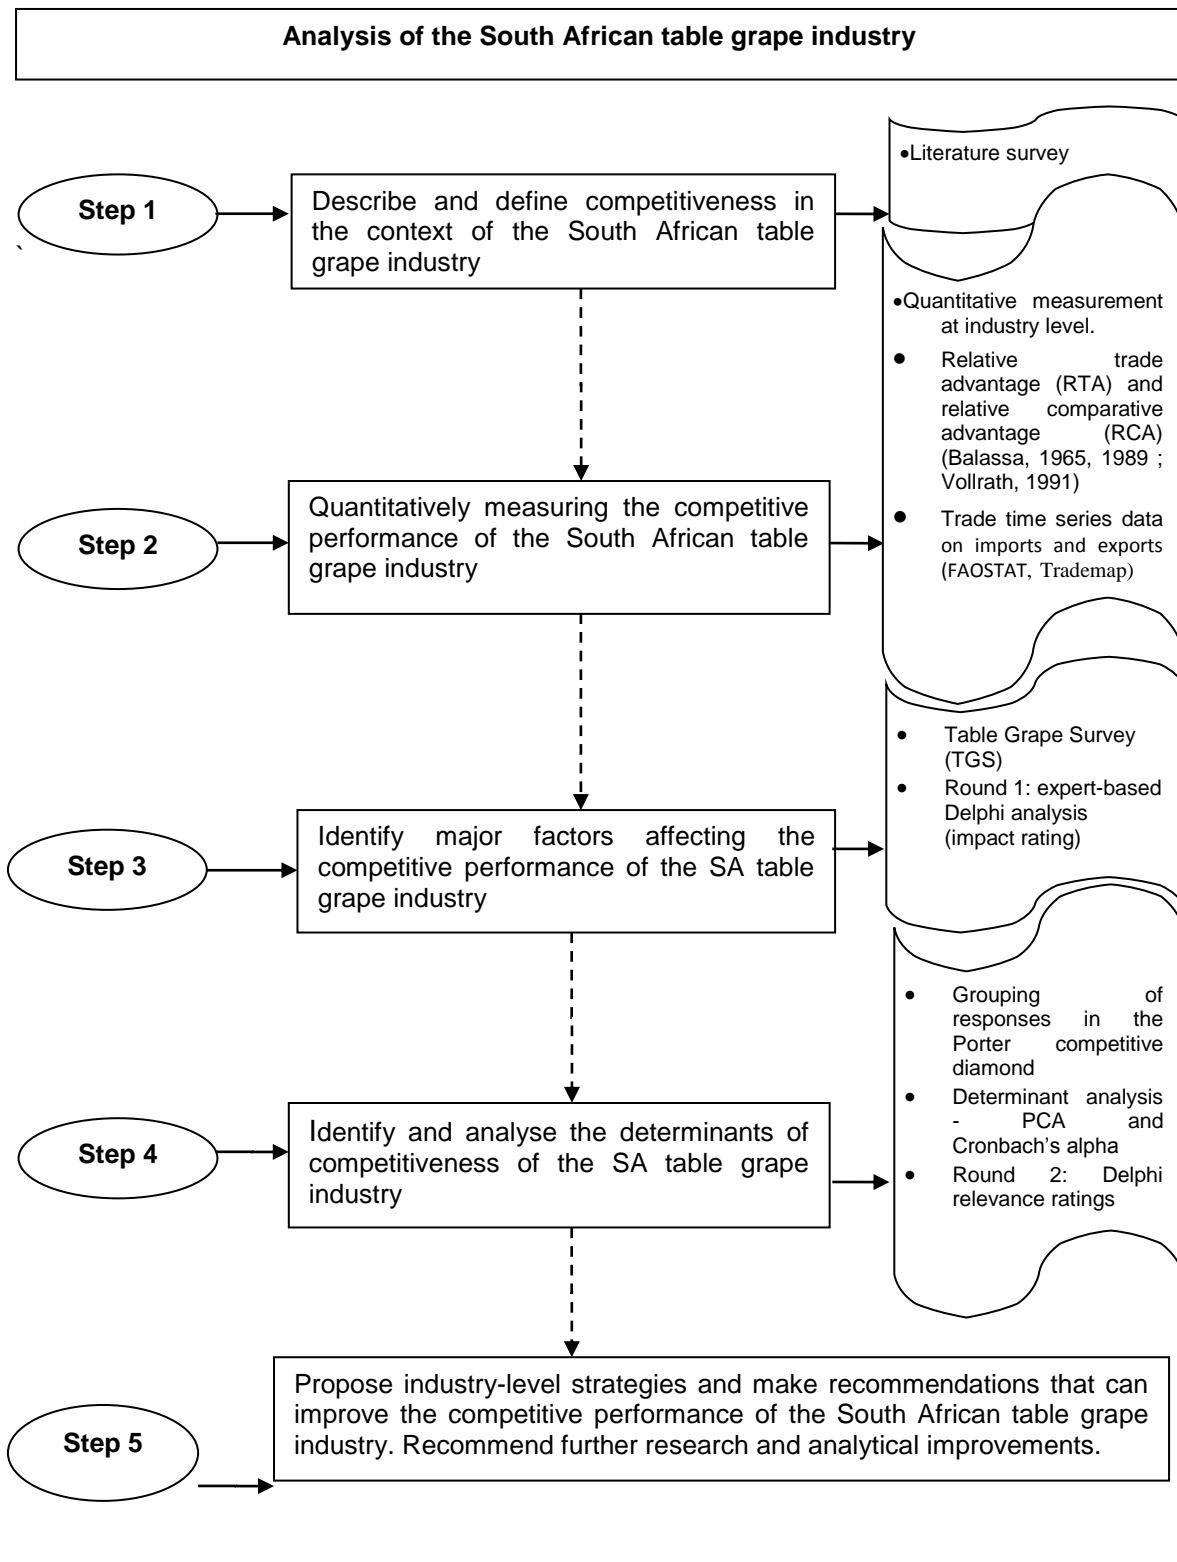 Analysis of the South African table grape industry
•Literature survey
Step 1
Describe and define competitiveness in
the context of the South African table
grape industry
`
•Quantitative measurement
at industry level.
• Relative trade
advantage (RTA) and
relative comparative
advantage (RCA)
(Balassa, 1965, 1989 ;
Vollrath, 1991)
• Trade time series data
on imports and exports
(FAOSTAT, Trademap)
Step 2
Quantitatively measuring the competitive
performance of the South African table
grape industry
• Table Grape Survey
(TGS)
• Round 1: expert-based
Delphi analysis
(impact rating)
Step 3
Identify major factors affecting the
competitive performance of the SA table
grape industry
• Grouping of
responses in the
Porter competitive
diamond
• Determinant analysis
- PCA and
Cronbach's alpha
• Round 2: Delphi
relevance ratings
Step 4
Identify and analyse the determinants of
competitiveness of the SA table grape
industry
Step 5
Propose industry-level strategies and make recommendations that can
improve the competitive performance of the South African table grape
industry. Recommend further research and analytical improvements.